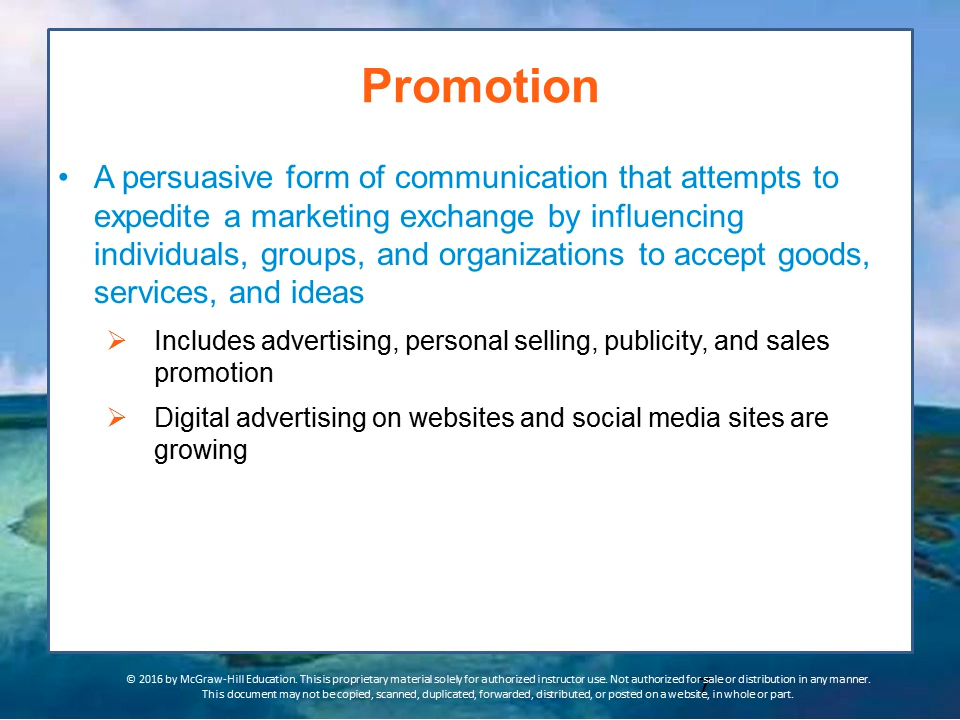 Promotion
• A persuasive form of communication that attempts to
expedite a marketing exchange by influencing
individuals, groups, and organizations to accept goods,
services, and ideas
➢ Includes advertising, personal selling, publicity, and sales
promotion
➢ Digital advertising on websites and social media sites are
growing
© 2016 by McGraw-Hill Education. This is proprietary material solely for authorized instructor use. Not authorized for sale or distribution in any manner.
This document may not be copied, scanned, duplicated, forwarded, distributed, or posted on a website, in whole or part.